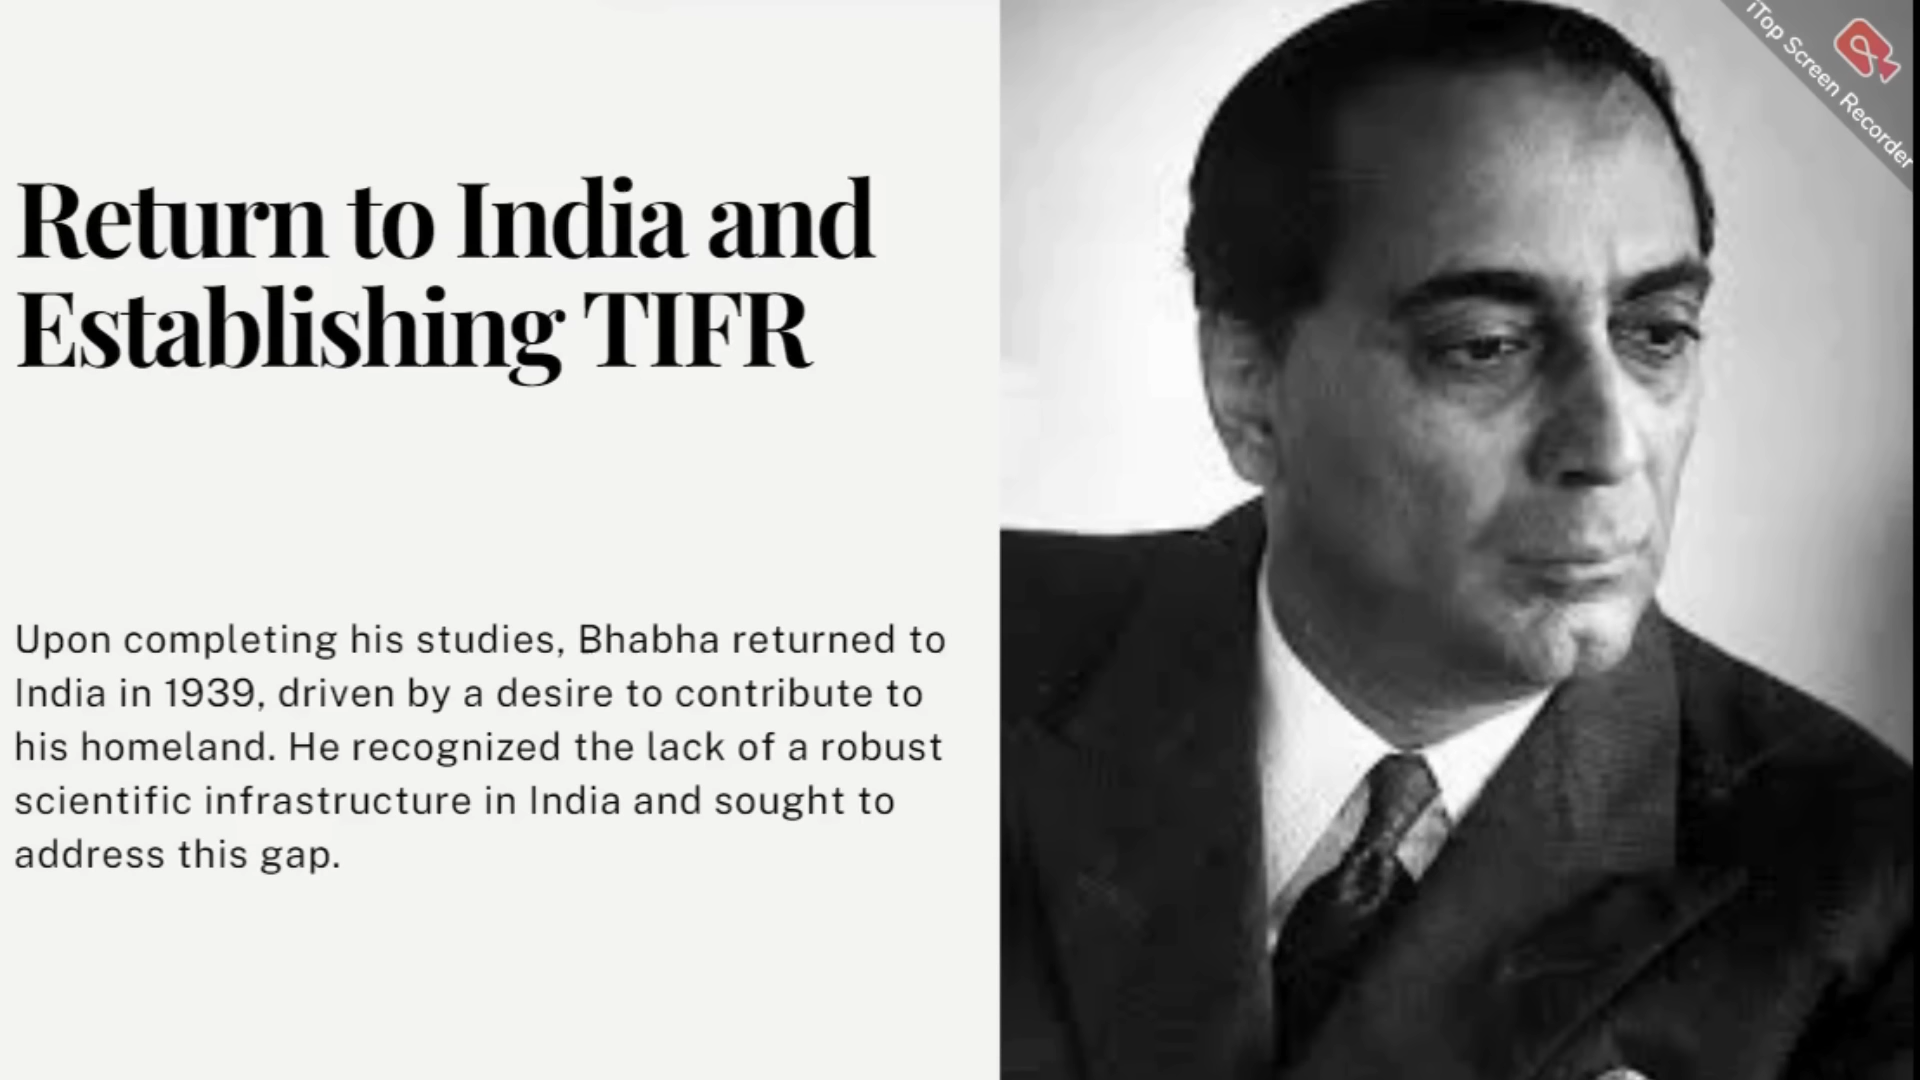 Return to India and
Establishing TIFR
Upon completing his studies, Bhabha returned to
India in 1939, driven by a desire to contribute to
his homeland. He recognized the lack of a robust
scientific infrastructure in India and sought to
address this gap.
iTop Screen Recorder